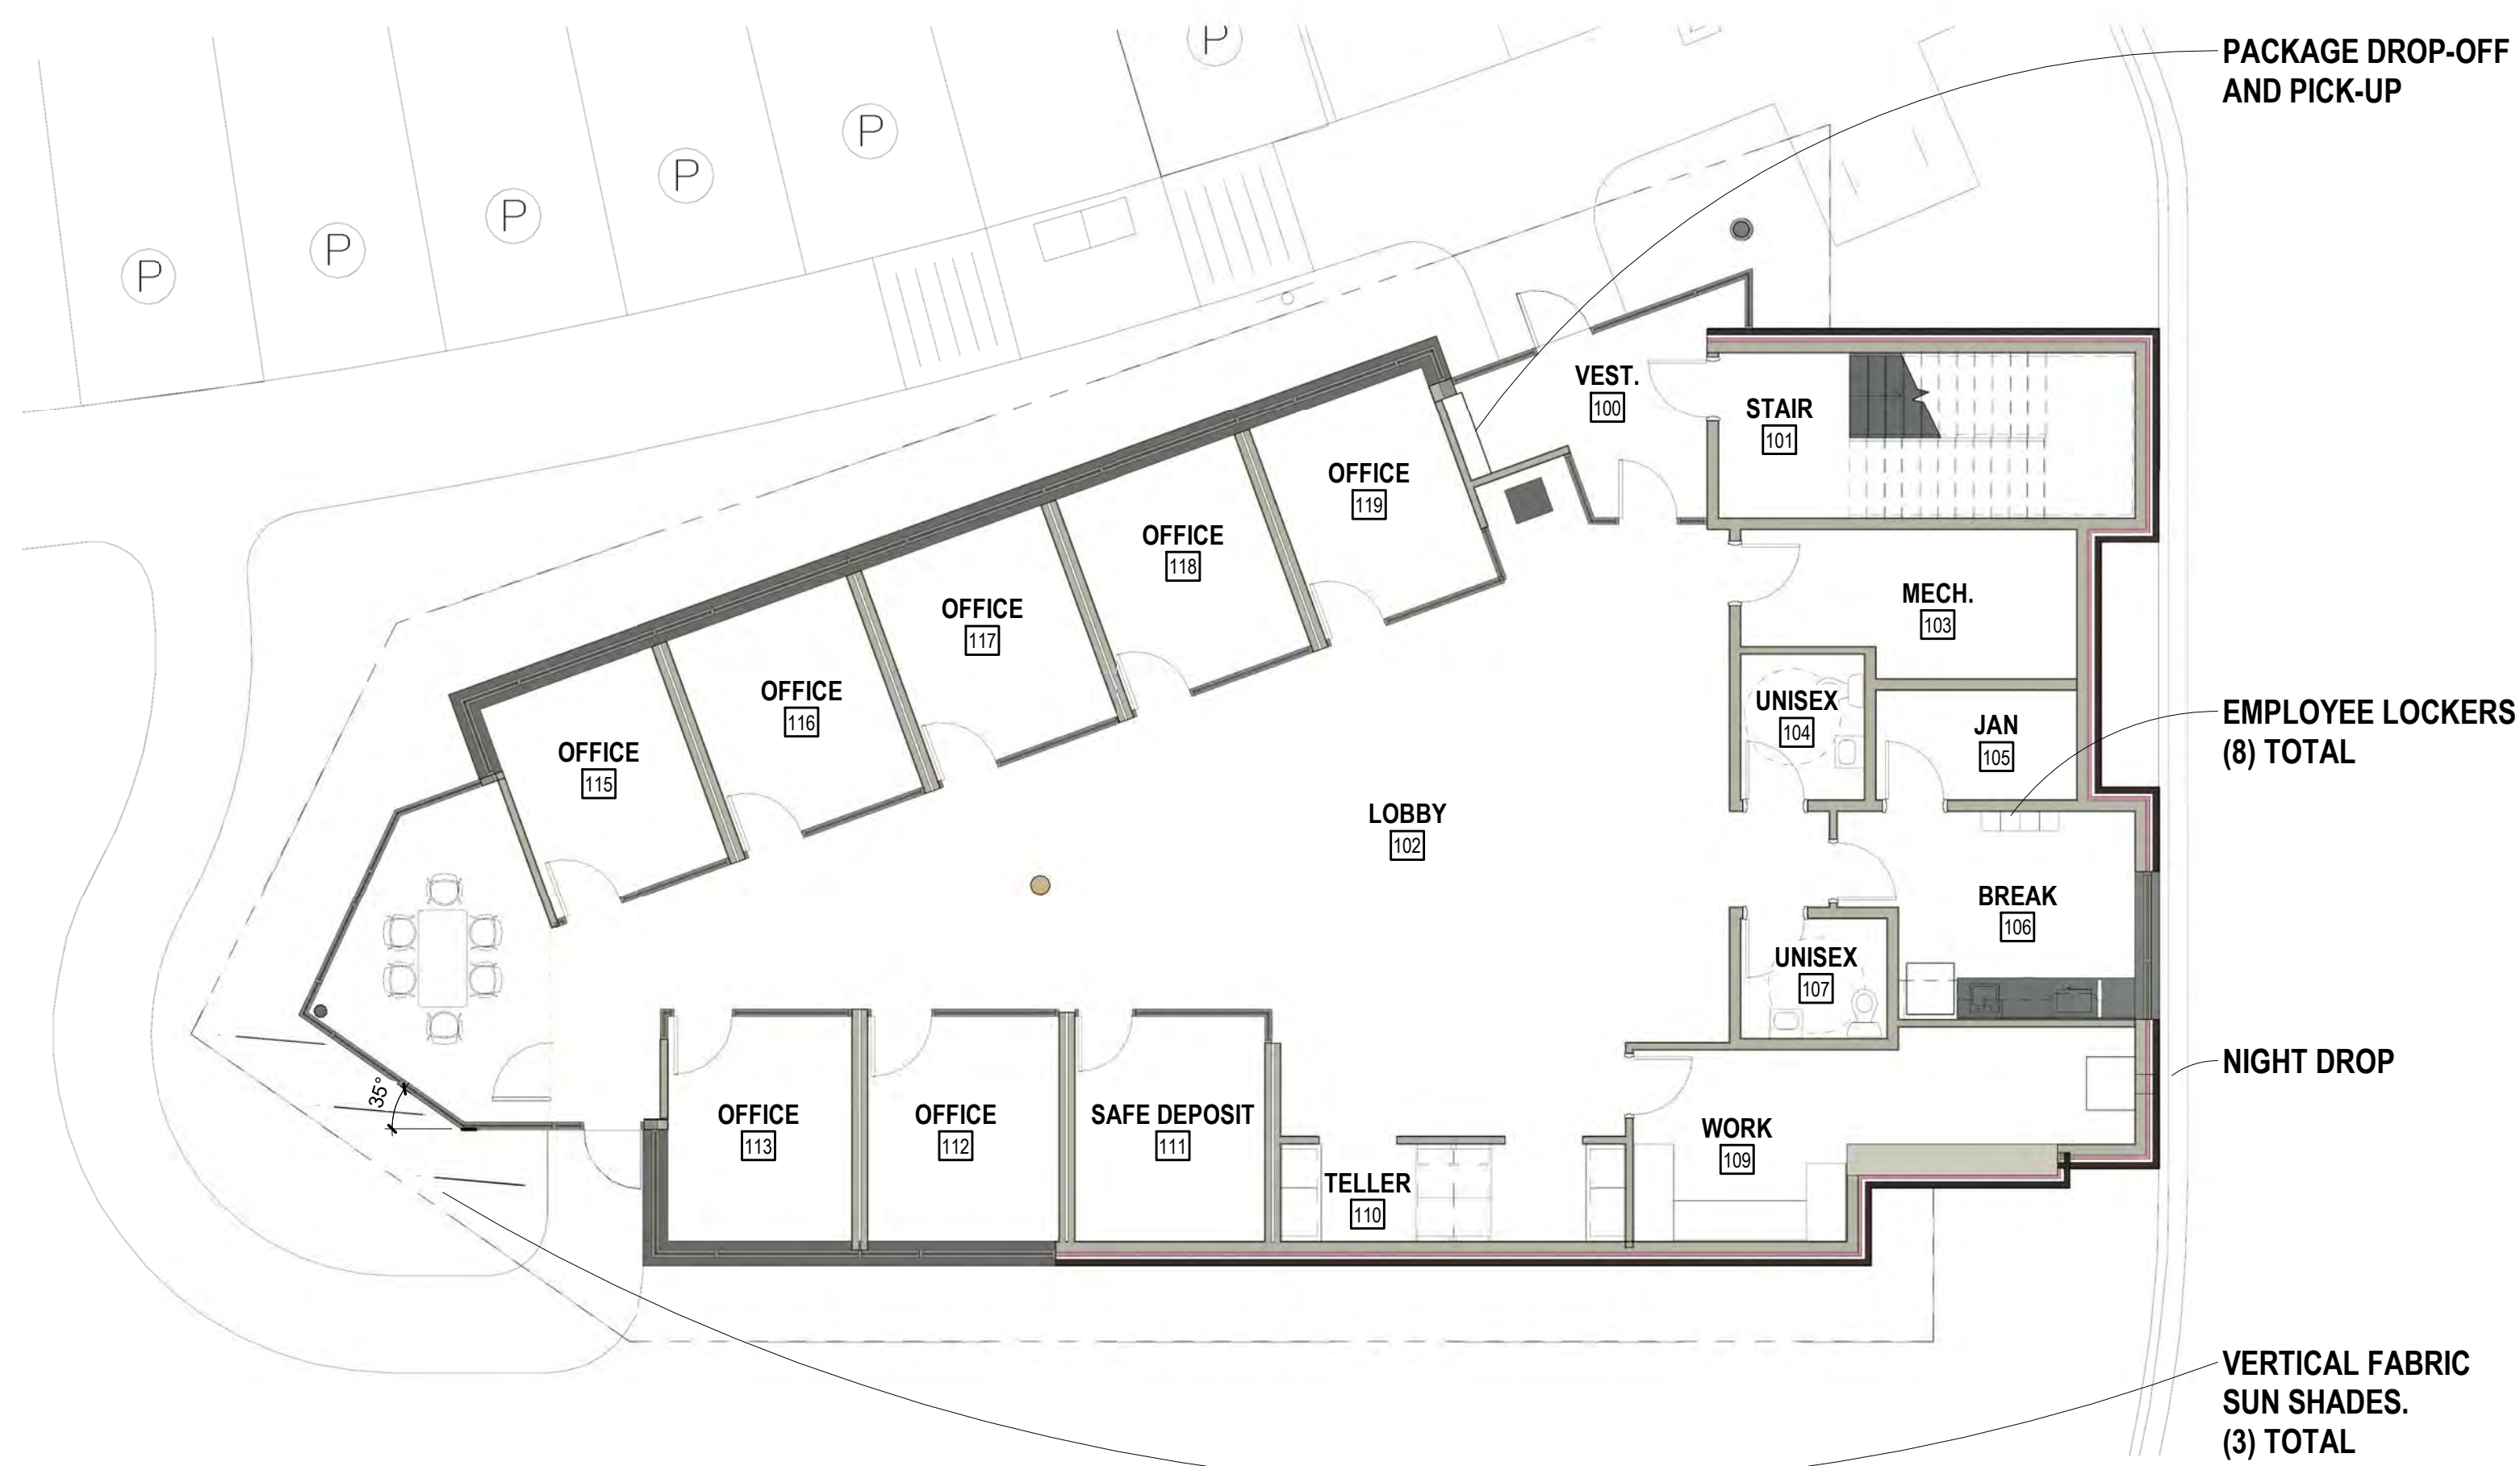 P
PACKAGE DROP-OFF
AND PICK-UP
P
P
P
P
P
VEST.
100
STAIR
101
OFFICE
119
OFFICE
118
MECH.
103
OFFICE
117
OFFICE
116
UNISEX
104
JAN
105
EMPLOYEE LOCKERS
(8) TOTAL
OFFICE
115
LOBBY
102
BREAK
106
UNISEX
107
NIGHT DROP
35°
OFFICE
113
OFFICE
112
SAFE DEPOSIT
111
WORK
109
TELLER
110
VERTICAL FABRIC
SUN SHADES.
(3) TOTAL